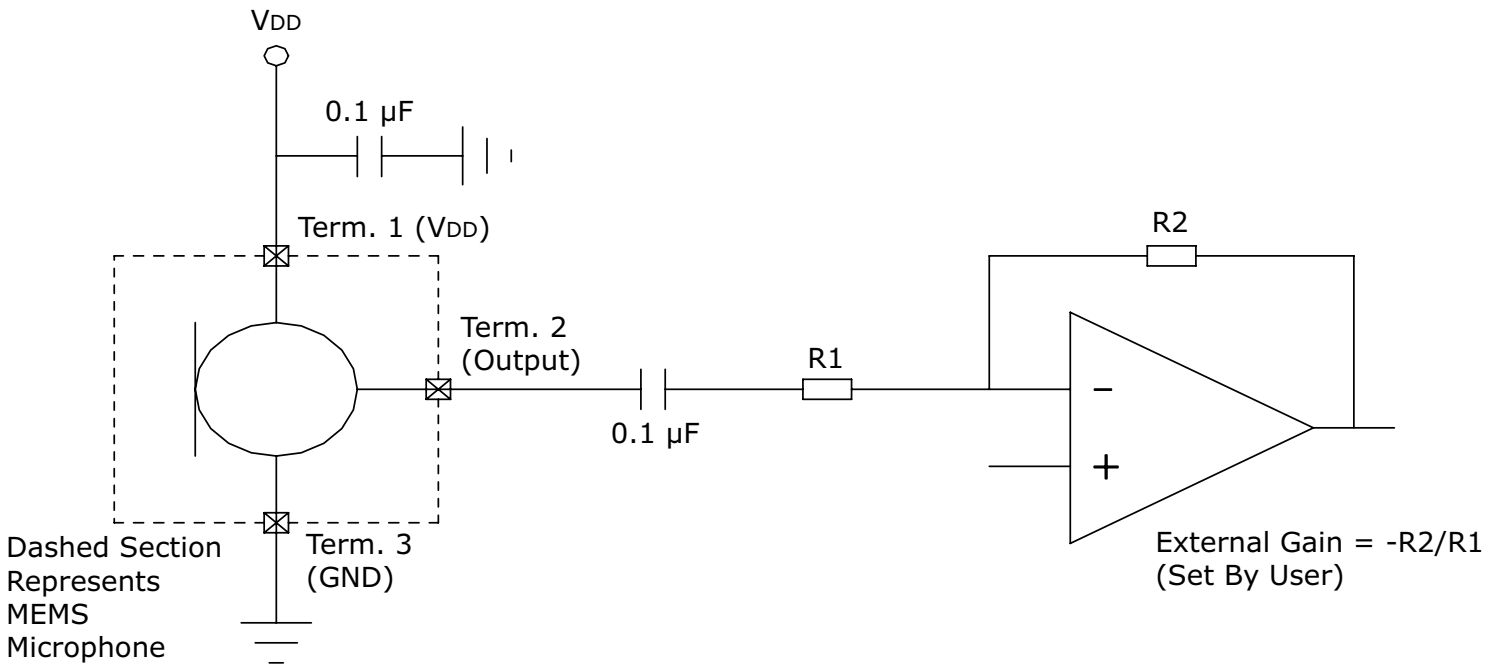 VDD
0.1 µF
Term. 1 (VDD)
R2
Term. 2
(Output)
R1
0.1 µF
−
+
Term. 3
(GND)
Dashed Section
Represents
MEMS
Microphone
External Gain = -R2/R1
(Set By User)